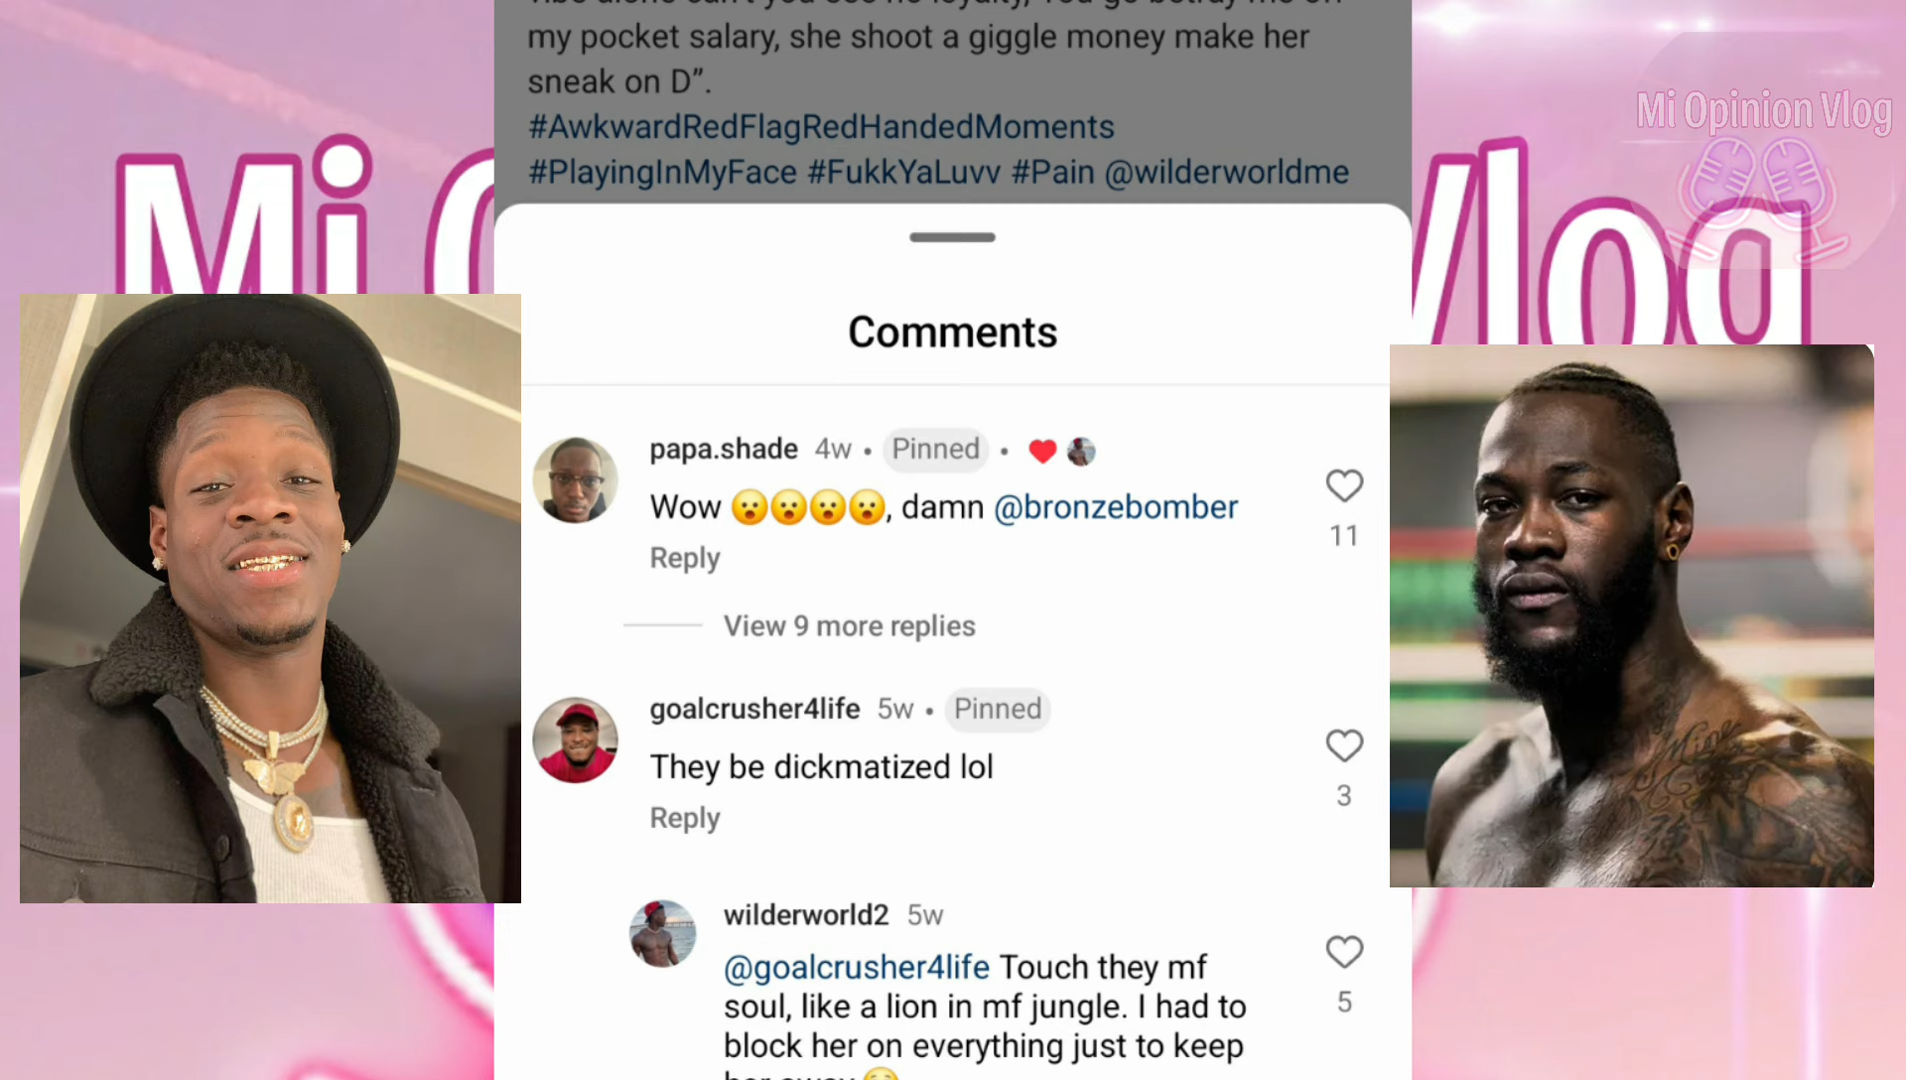 my pocket salary, she shoot a giggle money make her
sneak on D”.
#AwkwardRedFlagRedHandedMoments
#PlayingInMyFace #FukkYaLuvv #Pain @wilderworldme
Mi Opinion Vlog
Mi
Vlog
Comments
papa.shade 4w • Pinned • ❤️
Wow 😮😮😮😮, damn @bronzebomber
11
Reply
View 9 more replies
goalcrusher4life 5w • Pinned
They be dickmatized lol
3
Reply
wilderworld2 5w
@goalcrusher4life Touch they mf
soul, like a lion in mf jungle. I had to
5
block her on everything just to keep